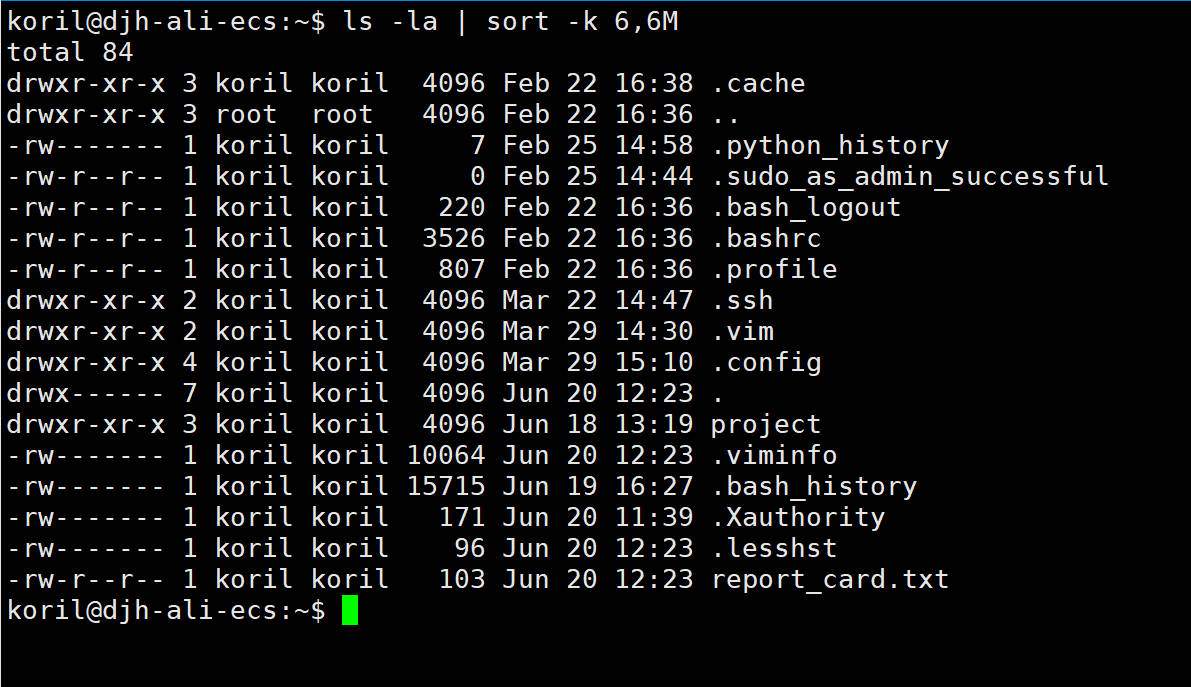 koril@djh-ali-ecs:~$ ls -la | sort -k 6,6M
total 84
drwxr-xr-x 3 koril koril  4096 Feb 22 16:38 .cache
drwxr-xr-x 3 root  root   4096 Feb 22 16:36 ..
-rw------- 1 koril koril     7 Feb 25 14:58 .python_history
-rw-r--r-- 1 koril koril     0 Feb 25 14:44 .sudo_as_admin_successful
-rw-r--r-- 1 koril koril   220 Feb 22 16:36 .bash_logout
-rw-r--r-- 1 koril koril  3526 Feb 22 16:36 .bashrc
-rw-r--r-- 1 koril koril   807 Feb 22 16:36 .profile
drwxr-xr-x 2 koril koril  4096 Mar 22 14:47 .ssh
drwxr-xr-x 2 koril koril  4096 Mar 29 14:30 .vim
drwxr-xr-x 4 koril koril  4096 Mar 29 15:10 .config
drwx------ 7 koril koril  4096 Jun 20 12:23 .
drwxr-xr-x 3 koril koril  4096 Jun 18 13:19 project
-rw------- 1 koril koril 10064 Jun 20 12:23 .viminfo
-rw------- 1 koril koril 15715 Jun 19 16:27 .bash_history
-rw------- 1 koril koril   171 Jun 20 11:39 .Xauthority
-rw------- 1 koril koril    96 Jun 20 12:23 .lesshst
-rw-r--r-- 1 koril koril   103 Jun 20 12:23 report_card.txt
koril@djh-ali-ecs:~$